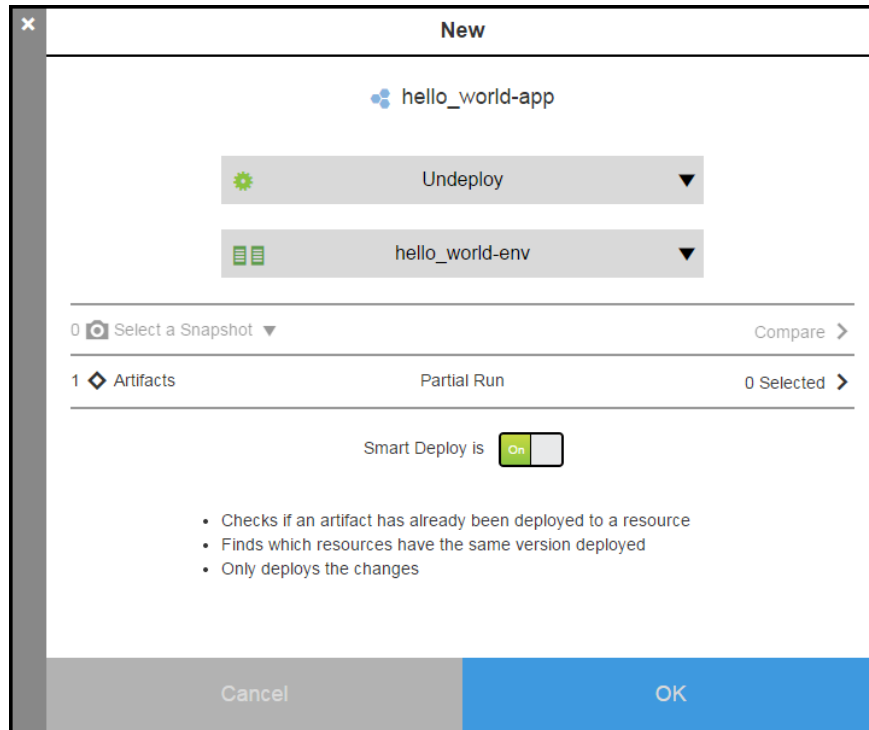 New
hello_world-app
Undeploy
hello_world-env
0 Select a Snapshot Compare
1 Artifacts Partial Run 0 Selected
Smart Deploy is On
• Checks if an artifact has already been deployed to a resource
• Finds which resources have the same version deployed
• Only deploys the changes
Cancel OK